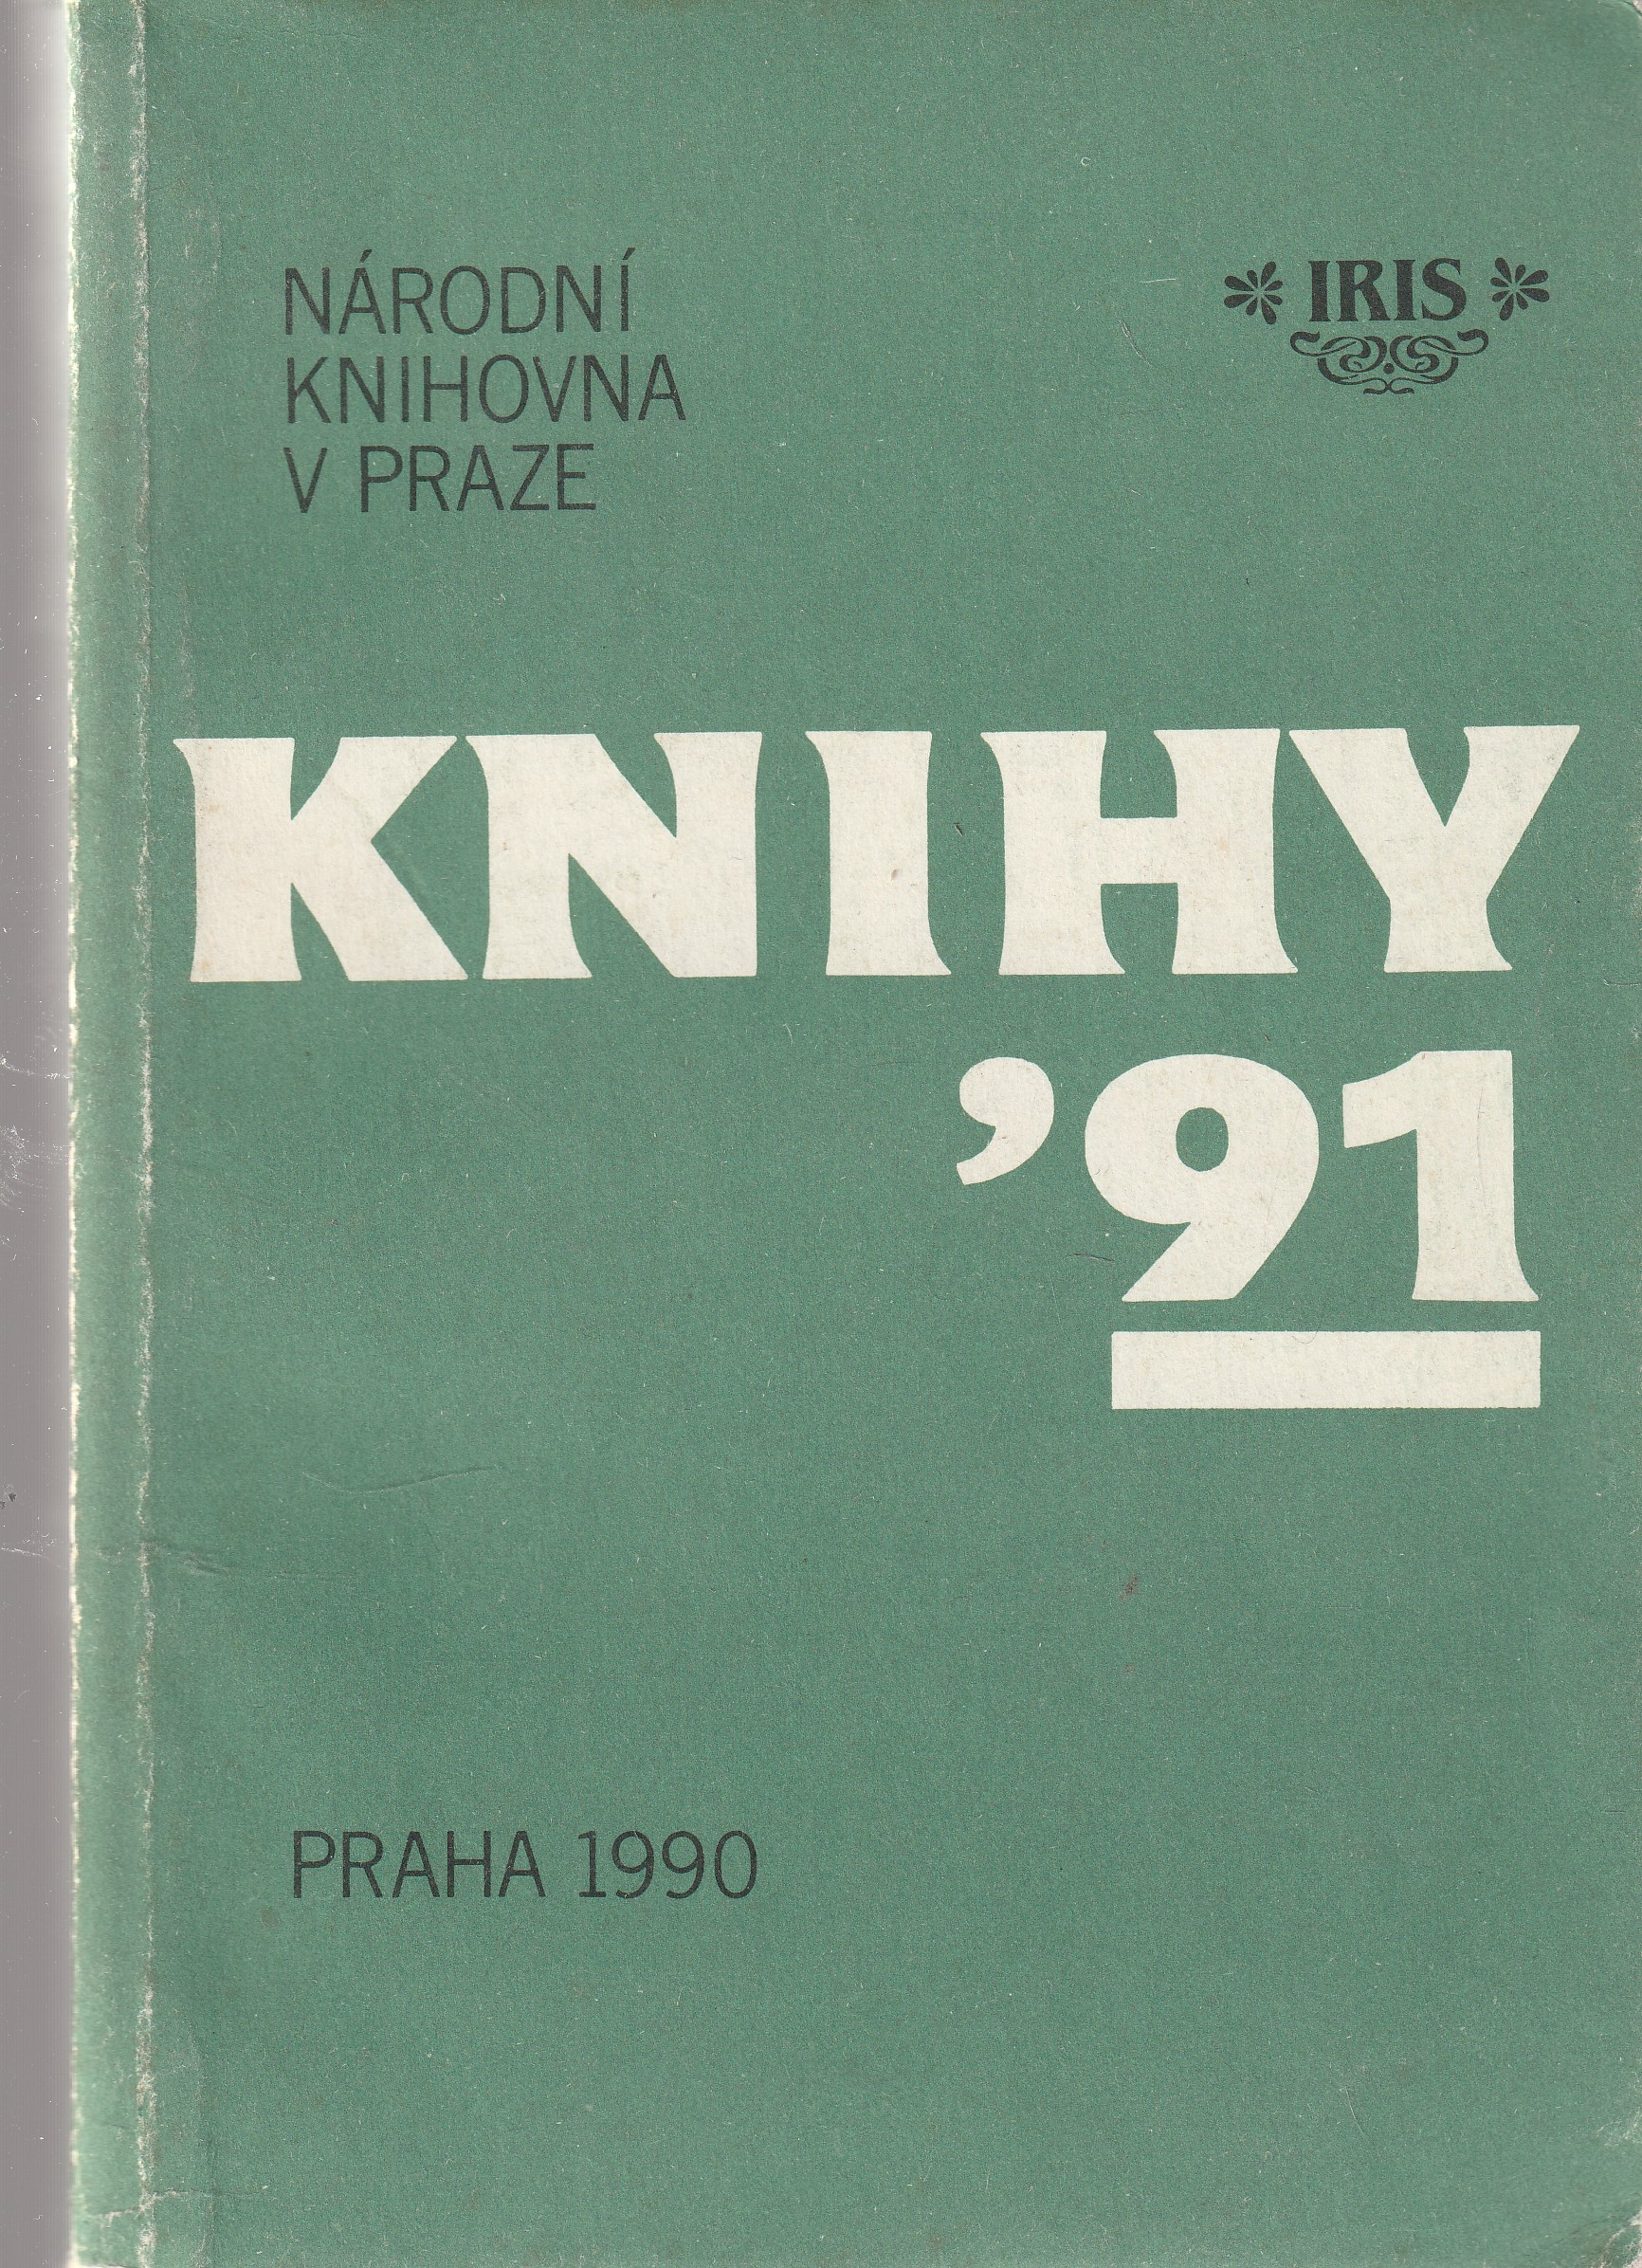 NÁRODNÍ
KNIHOVNA
V PRAZE
IRIS
KNIHY
’91
PRAHA 1990